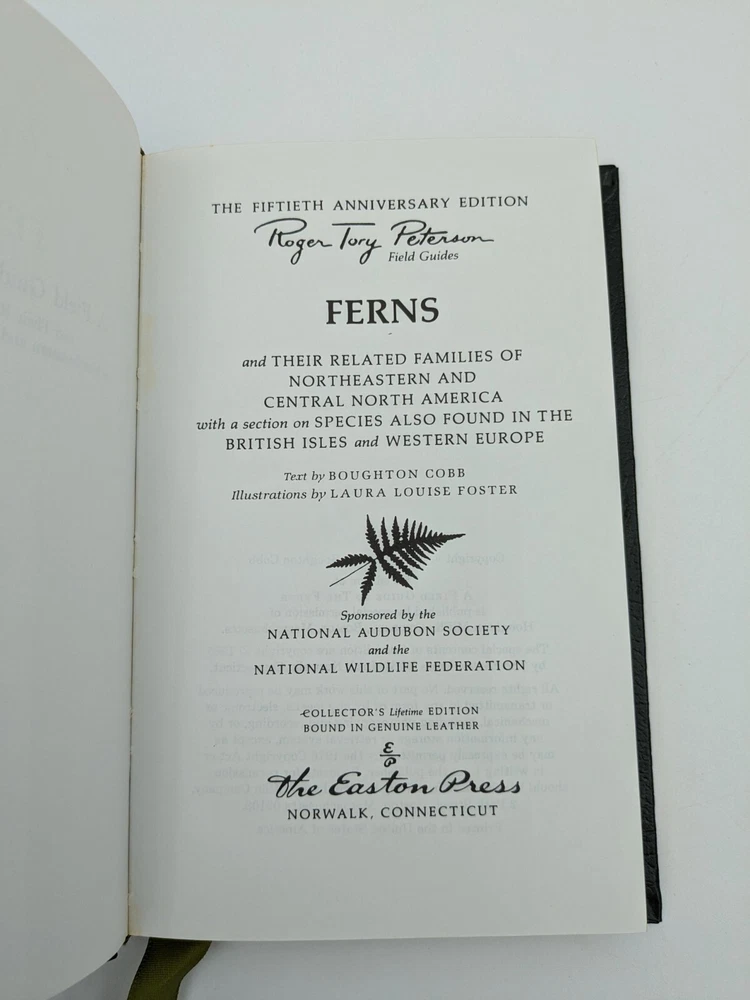 THE FIFTIETH ANNIVERSARY EDITION
Roger Tory Peterson
Field Guides
FERNS
and THEIR RELATED FAMILIES OF
NORTHEASTERN AND
CENTRAL NORTH AMERICA
with a section on SPECIES ALSO FOUND IN THE
BRITISH ISLES and WESTERN EUROPE
Text by BOUGHTON COBB
Illustrations by LAURA LOUISE FOSTER
Sponsored by the
NATIONAL AUDUBON SOCIETY
and the
NATIONAL WILDLIFE FEDERATION
COLLECTOR'S Lifetime EDITION
BOUND IN GENUINE LEATHER
E
P
the Easton Press
NORWALK, CONNECTICUT